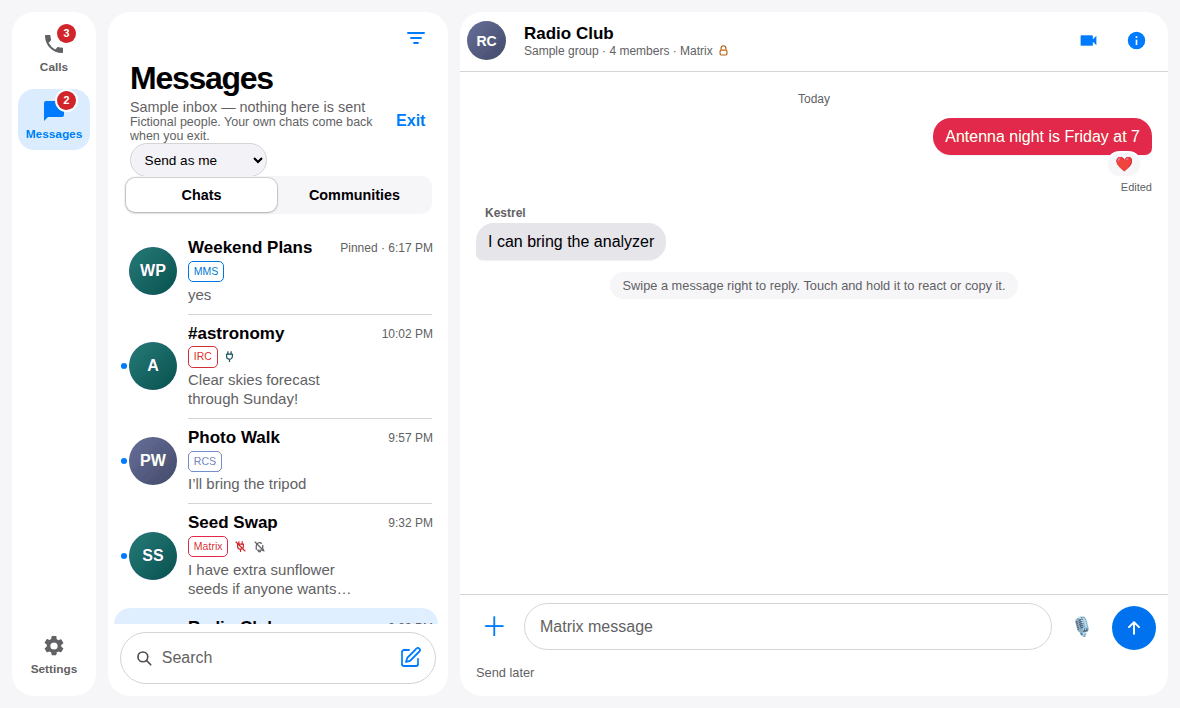 3
Calls
2
Messages
Settings
Messages
Sample inbox — nothing here is sent
Fictional people. Your own chats come back
when you exit.
Exit
Send as me
Chats
Communities
WP
Weekend Plans
Pinned · 6:17 PM
MMS
yes
A
#astronomy
10:02 PM
IRC
Clear skies forecast
through Sunday!
PW
Photo Walk
9:57 PM
RCS
I’ll bring the tripod
SS
Seed Swap
9:32 PM
Matrix
I have extra sunflower
seeds if anyone wants…
Radio Club
Search
RC
Radio Club
Sample group · 4 members · Matrix
Today
Antenna night is Friday at 7
Edited
Kestrel
I can bring the analyzer
Swipe a message right to reply. Touch and hold it to react or copy it.
Matrix message
Send later